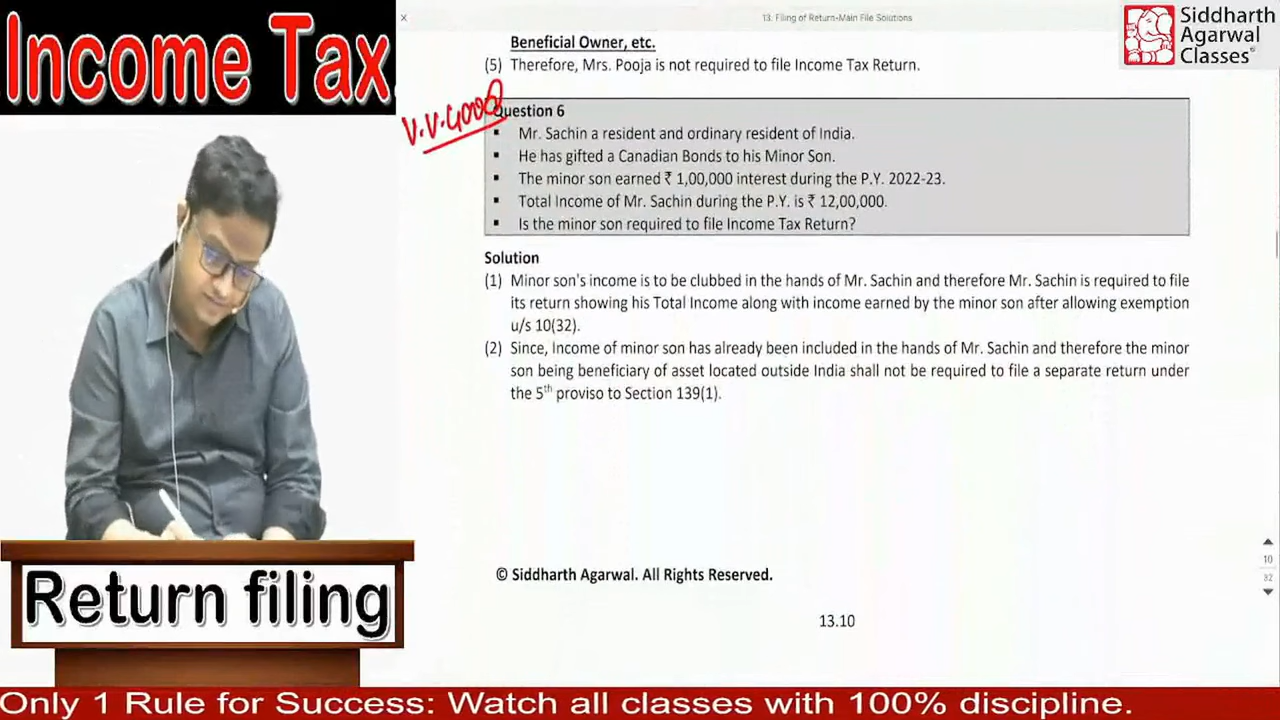 Income Tax
Return filing
×
13. Filing of Return-Main File Solutions
Siddharth
Agarwal
Classes®
Beneficial Owner, etc.
(5) Therefore, Mrs. Pooja is not required to file Income Tax Return.
V.V. Good
Question 6
▪ Mr. Sachin a resident and ordinary resident of India.
▪ He has gifted a Canadian Bonds to his Minor Son.
▪ The minor son earned ₹ 1,00,000 interest during the P.Y. 2022-23.
▪ Total Income of Mr. Sachin during the P.Y. is ₹ 12,00,000.
▪ Is the minor son required to file Income Tax Return?
Solution
(1) Minor son's income is to be clubbed in the hands of Mr. Sachin and therefore Mr. Sachin is required to file
its return showing his Total Income along with income earned by the minor son after allowing exemption
u/s 10(32).
(2) Since, Income of minor son has already been included in the hands of Mr. Sachin and therefore the minor
son being beneficiary of asset located outside India shall not be required to file a separate return under
the 5th proviso to Section 139(1).
© Siddharth Agarwal. All Rights Reserved.
13.10
10
32
Only 1 Rule for Success: Watch all classes with 100% discipline.